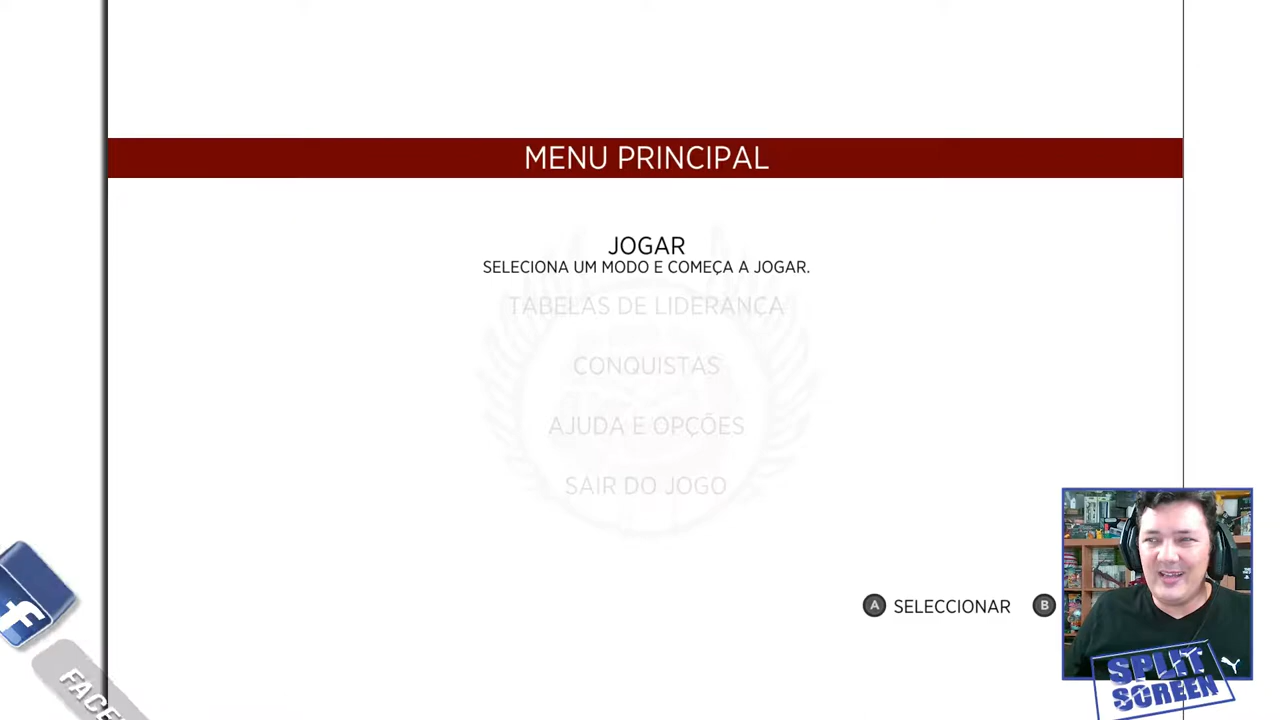 MENU PRINCIPAL
JOGAR
SELECIONA UM MODO E COMEÇA A JOGAR.
TABELAS DE LIDERANÇA
CONQUISTAS
AJUDA E OPÇÕES
SAIR DO JOGO
A SELECCIONAR B
f
FACE
SPLIT
SCREEN